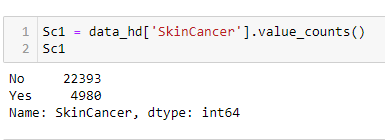 1 Sc1 = data_hd['SkinCancer'].value_counts()
2 Sc1
No 22393
Yes 4980
Name: SkinCancer, dtype: int64